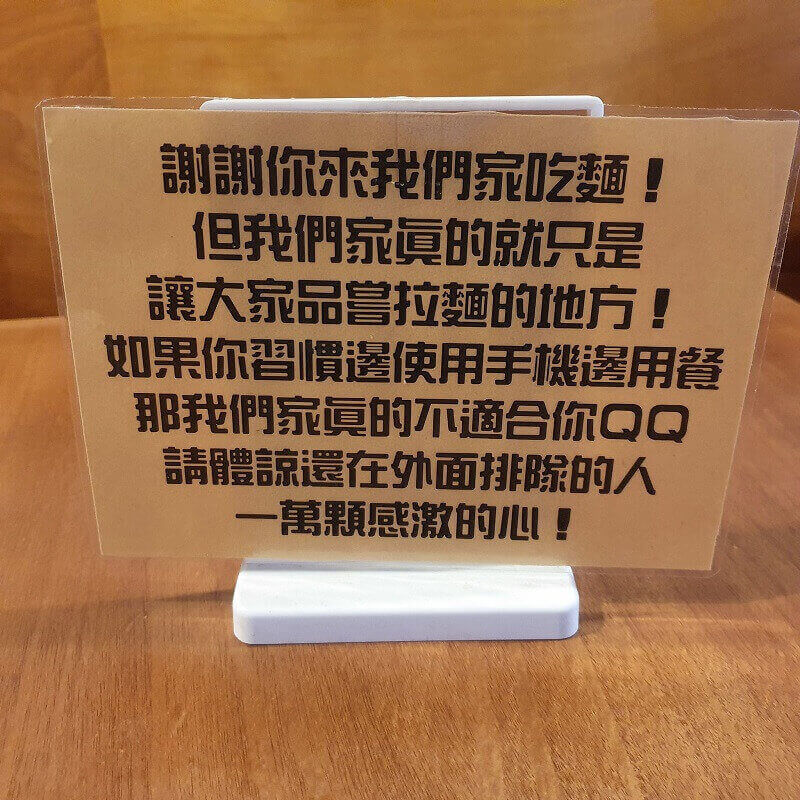 謝謝你來我們家吃麵！
但我們家真的就只是
讓大家品嘗拉麵的地方！
如果你習慣邊使用手機邊用餐
那我們家真的不適合你QQ
請體諒還在外面排隊的人
一萬顆感激的心！